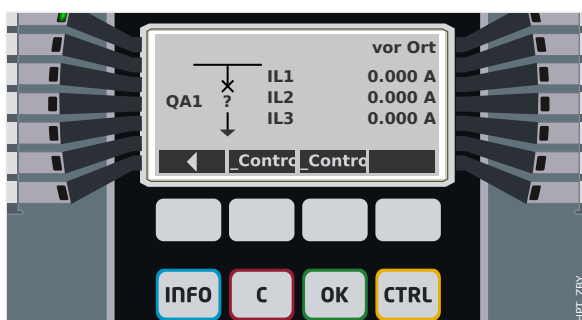 vor Ort
IL1 0.000 A
QA1 ? IL2 0.000 A
IL3 0.000 A
_Contro _Contro
INFO C OK CTRL